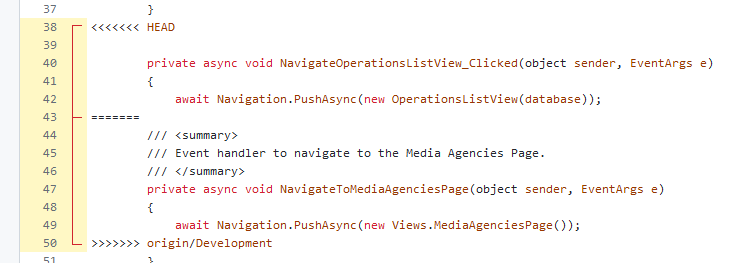 37 }
38 <<<<<<< HEAD
39
40 private async void NavigateOperationsListView_Clicked(object sender, EventArgs e)
41 {
42 await Navigation.PushAsync(new OperationsListView(database));
43 =======
44 /// <summary>
45 /// Event handler to navigate to the Media Agencies Page.
46 /// </summary>
47 private async void NavigateToMediaAgenciesPage(object sender, EventArgs e)
48 {
49 await Navigation.PushAsync(new Views.MediaAgenciesPage());
50 >>>>>>> origin/Development
51 }